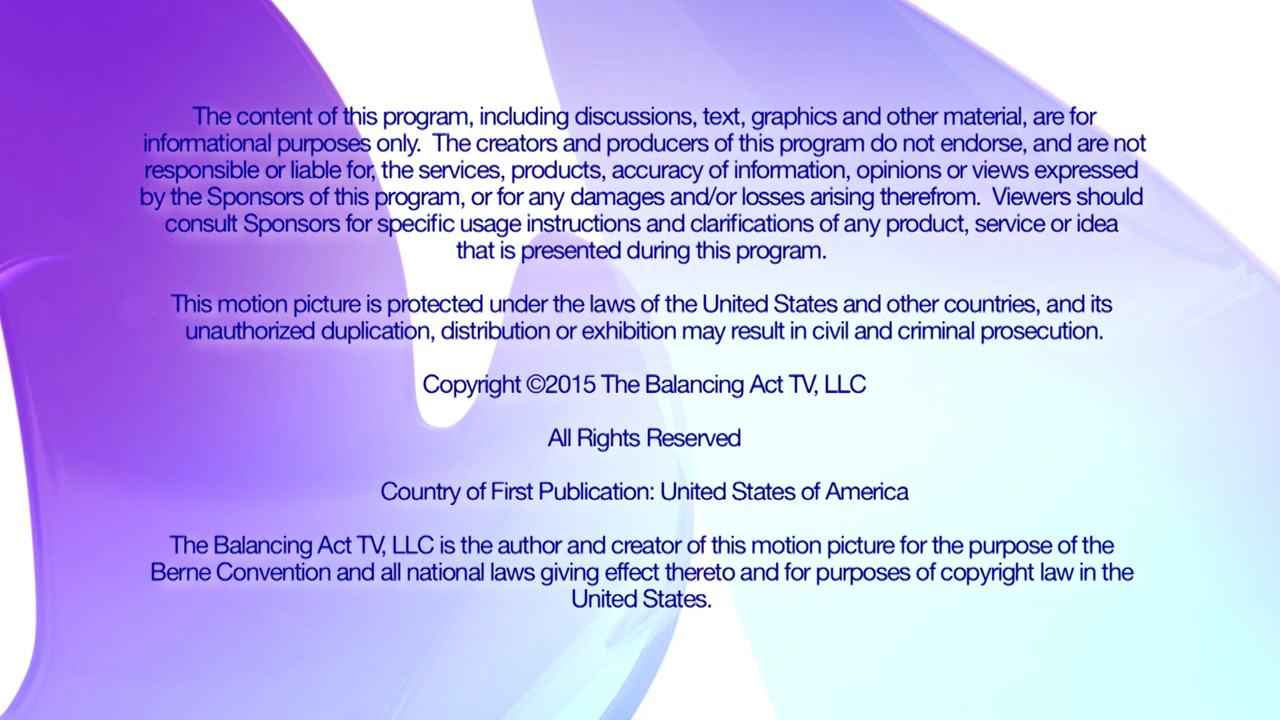 The content of this program, including discussions, text, graphics and other material, are for
informational purposes only.  The creators and producers of this program do not endorse, and are not
responsible or liable for, the services, products, accuracy of information, opinions or views expressed
by the Sponsors of this program, or for any damages and/or losses arising therefrom.  Viewers should
consult Sponsors for specific usage instructions and clarifications of any product, service or idea
that is presented during this program.
This motion picture is protected under the laws of the United States and other countries, and its
unauthorized duplication, distribution or exhibition may result in civil and criminal prosecution.
Copyright ©2015 The Balancing Act TV, LLC
All Rights Reserved
Country of First Publication: United States of America
The Balancing Act TV, LLC is the author and creator of this motion picture for the purpose of the
Berne Convention and all national laws giving effect thereto and for purposes of copyright law in the
United States.